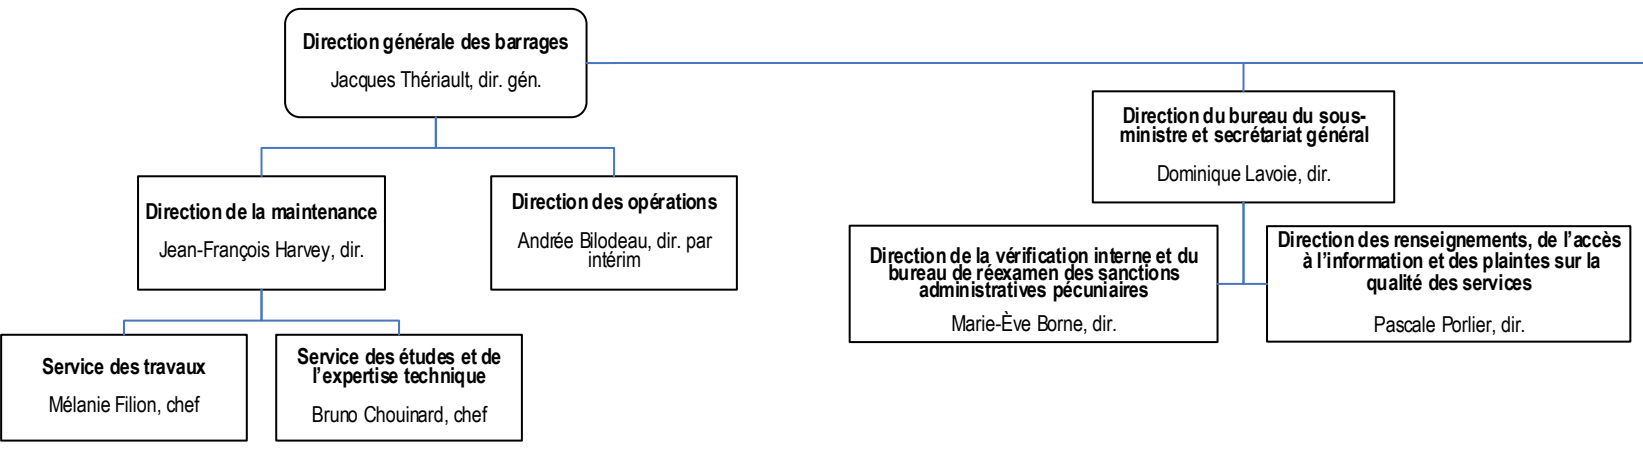 Direction générale des barrages
Jacques Thériault, dir. gén.
Direction de la maintenance
Jean-François Harvey, dir.
Direction des opérations
Andrée Bilodeau, dir. par
intérim
Service des travaux
Mélanie Filion, chef
Service des études et de
l’expertise technique
Bruno Chouinard, chef
Direction du bureau du sous-
ministre et secrétariat général
Dominique Lavoie, dir.
Direction de la vérification interne et du
bureau de réexamen des sanctions
administratives pécuniaires
Marie-Ève Borne, dir.
Direction des renseignements, de l’accès
à l’information et des plaintes sur la
qualité des services
Pascale Porlier, dir.